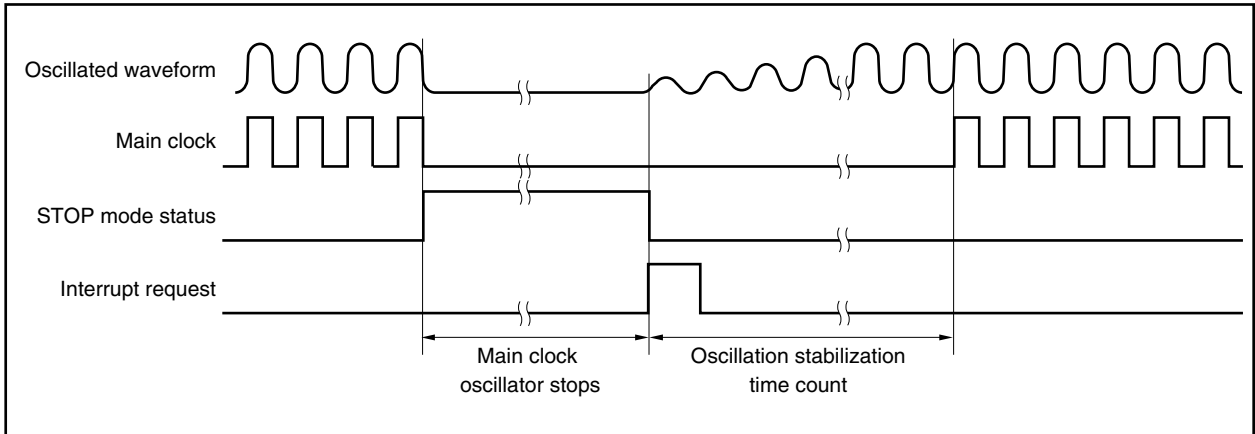 Oscillated waveform
Main clock
STOP mode status
Interrupt request
Main clock
oscillator stops
Oscillation stabilization
time count